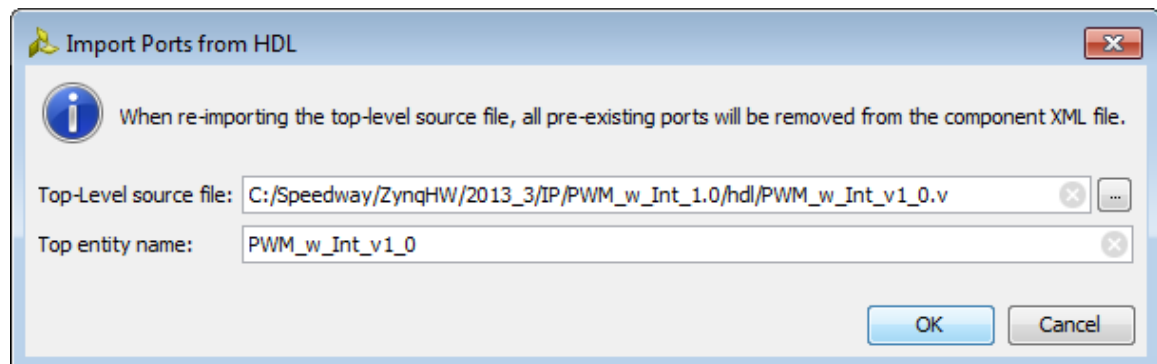 Import Ports from HDL
When re-importing the top-level source file, all pre-existing ports will be removed from the component XML file.
Top-Level source file: C:/Speedway/ZynqHW/2013_3/IP/PWM_w_Int_1.0/hdl/PWM_w_Int_v1_0.v ...
Top entity name: PWM_w_Int_v1_0
OK Cancel